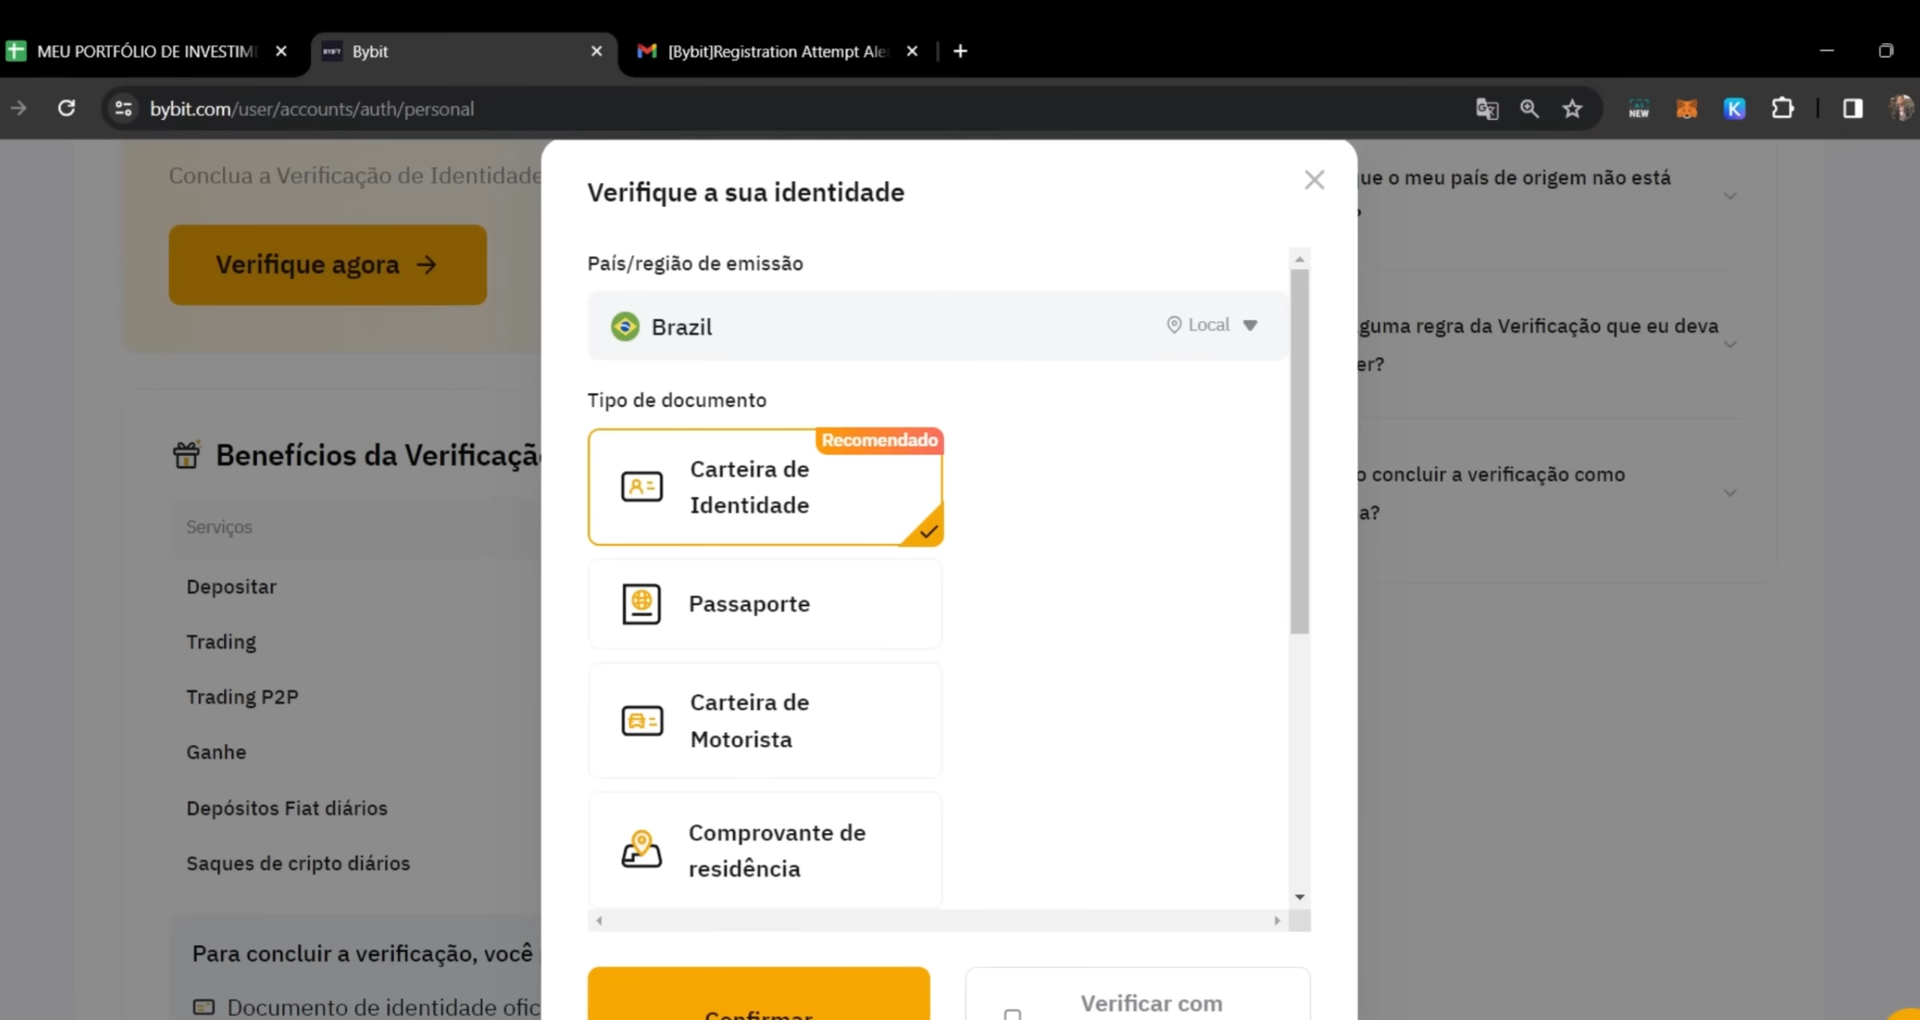 MEU PORTFÓLIO DE INVESTIM
Bybit
[Bybit]Registration Attempt Ale
bybit.com/user/accounts/auth/personal
NEW
K
Conclua a Verificação de Identidade
Verifique agora →
Benefícios da Verificaçã
Serviços
Depositar
Trading
Trading P2P
Ganhe
Depósitos Fiat diários
Saques de cripto diários
Para concluir a verificação, você
Documento de identidade ofic
Verifique a sua identidade
País/região de emissão
Brazil
Local
Tipo de documento
Recomendado
Carteira de
Identidade
Passaporte
Carteira de
Motorista
Comprovante de
residência
Confirmar
Verificar com
ue o meu país de origem não está
?
guma regra da Verificação que eu deva
er?
o concluir a verificação como
a?